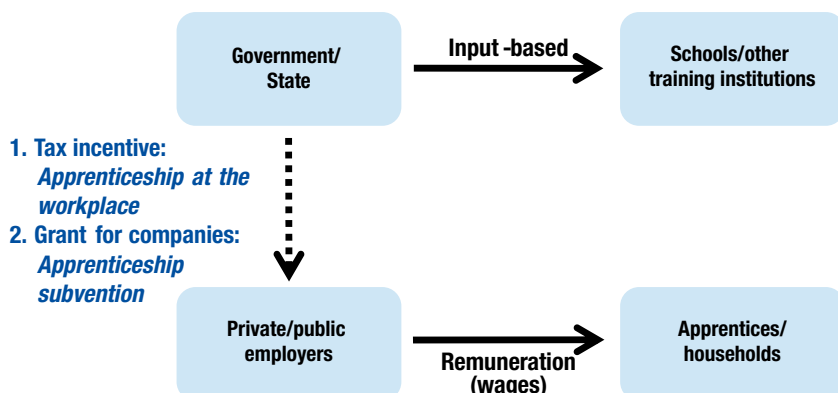 Government/
State
Input -based
Schools/other
training institutions
1. Tax incentive:
Apprenticeship at the
workplace
2. Grant for companies:
Apprenticeship
subvention
Private/public
employers
Remuneration
(wages)
Apprentices/
households